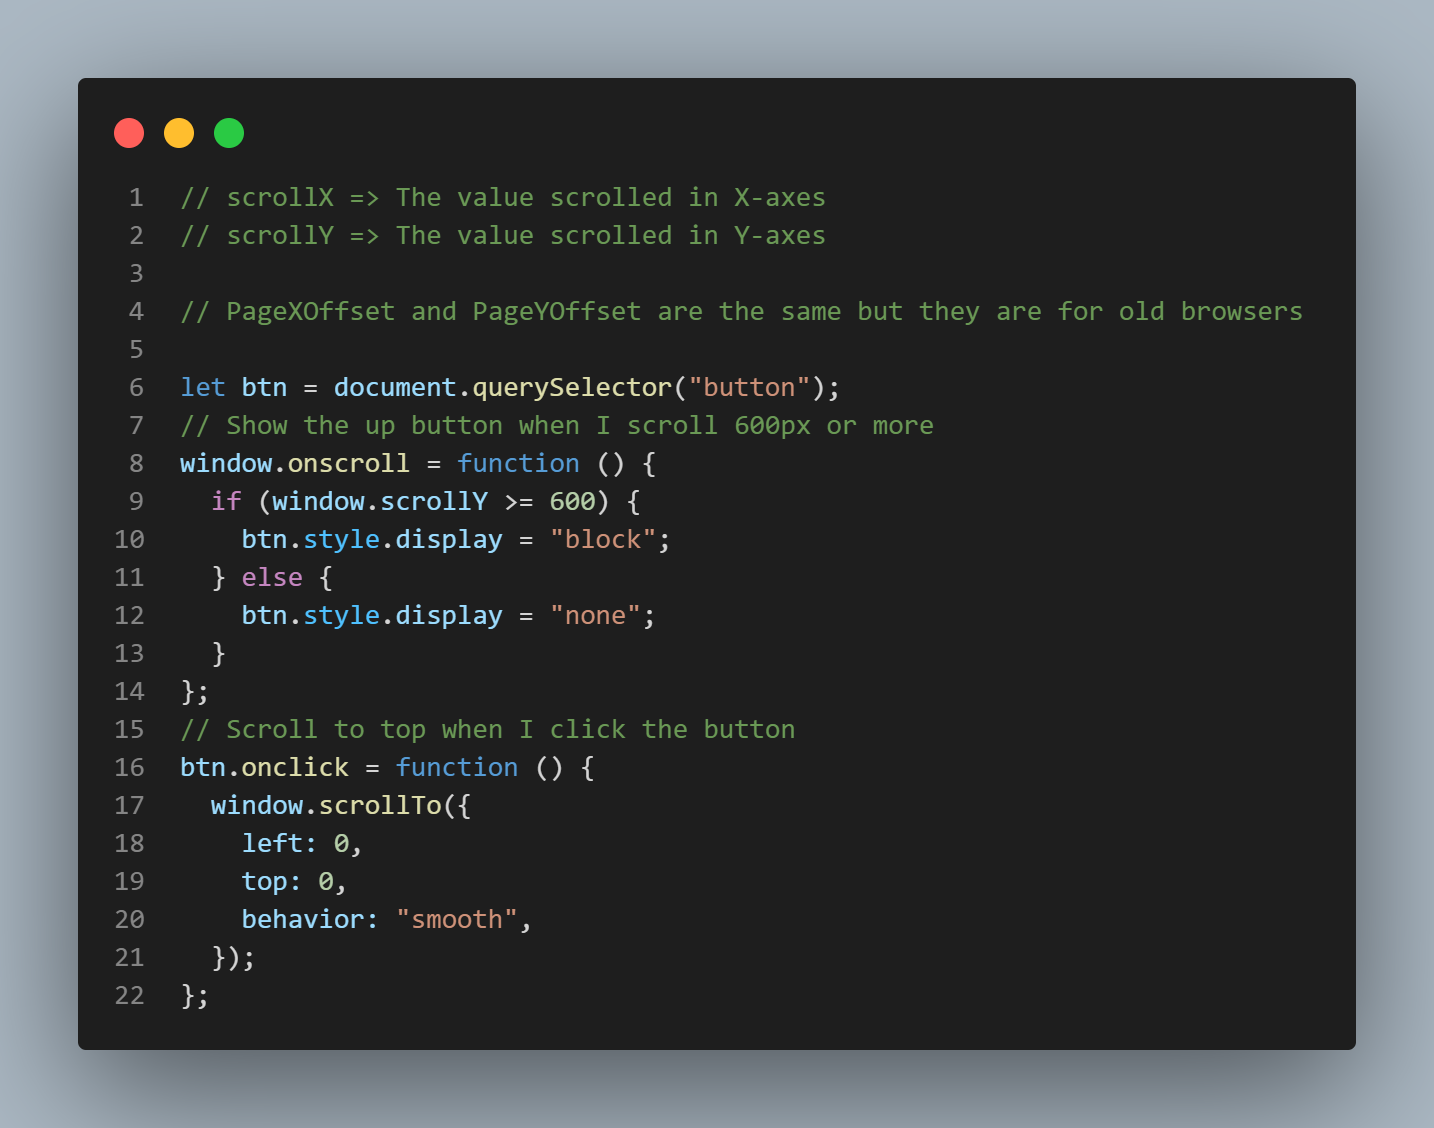 1 // scrollX => The value scrolled in X-axes
2 // scrollY => The value scrolled in Y-axes
3
4 // PageXOffset and PageYOffset are the same but they are for old browsers
5
6 let btn = document.querySelector("button");
7 // Show the up button when I scroll 600px or more
8 window.onscroll = function () {
9   if (window.scrollY >= 600) {
10     btn.style.display = "block";
11   } else {
12     btn.style.display = "none";
13   }
14 };
15 // Scroll to top when I click the button
16 btn.onclick = function () {
17   window.scrollTo({
18     left: 0,
19     top: 0,
20     behavior: "smooth",
21   });
22 };